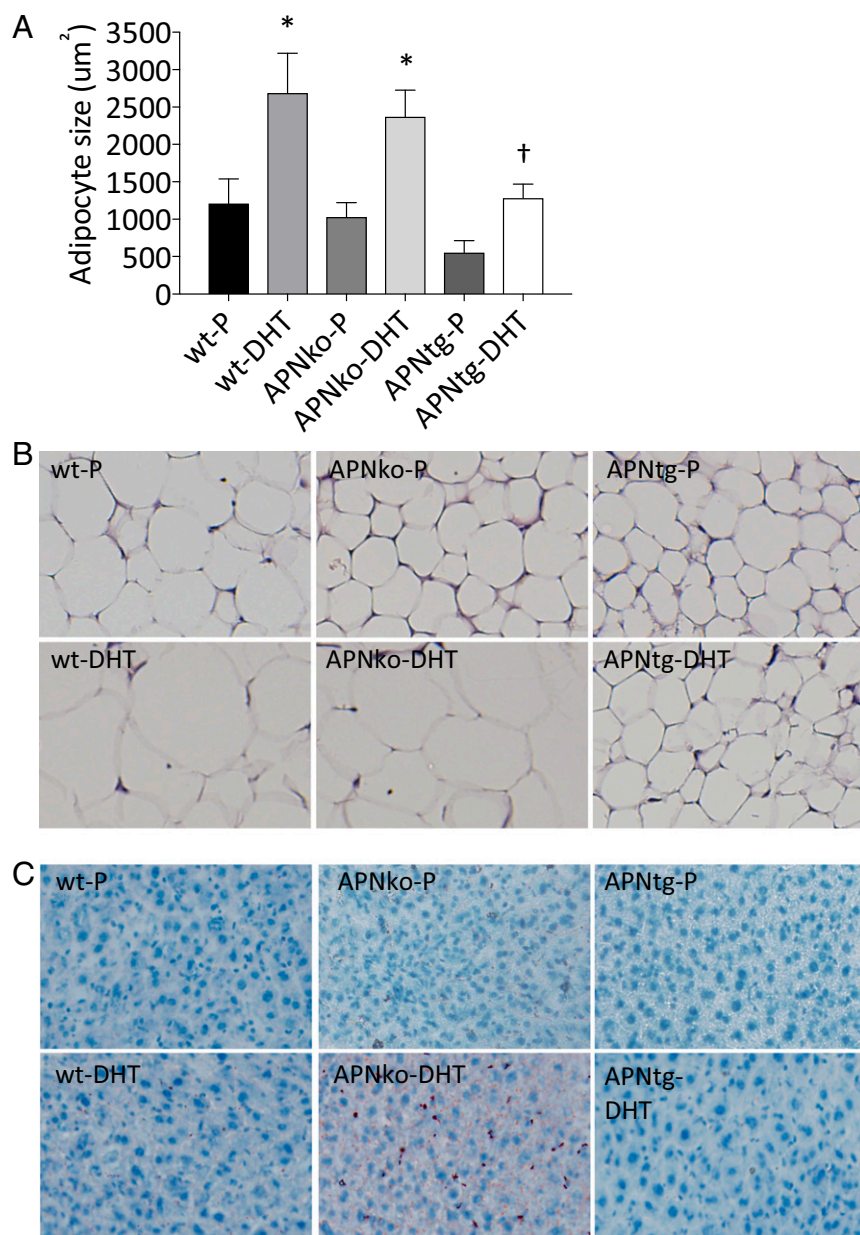 A
Adipocyte size (um²)
3500
3000
2500
2000
1500
1000
500
0
*
*
†
wt-P
wt-DHT
APNko-P
APNko-DHT
APNtg-P
APNtg-DHT
B
wt-P
APNko-P
APNtg-P
wt-DHT
APNko-DHT
APNtg-DHT
C
wt-P
APNko-P
APNtg-P
wt-DHT
APNko-DHT
APNtg-
DHT